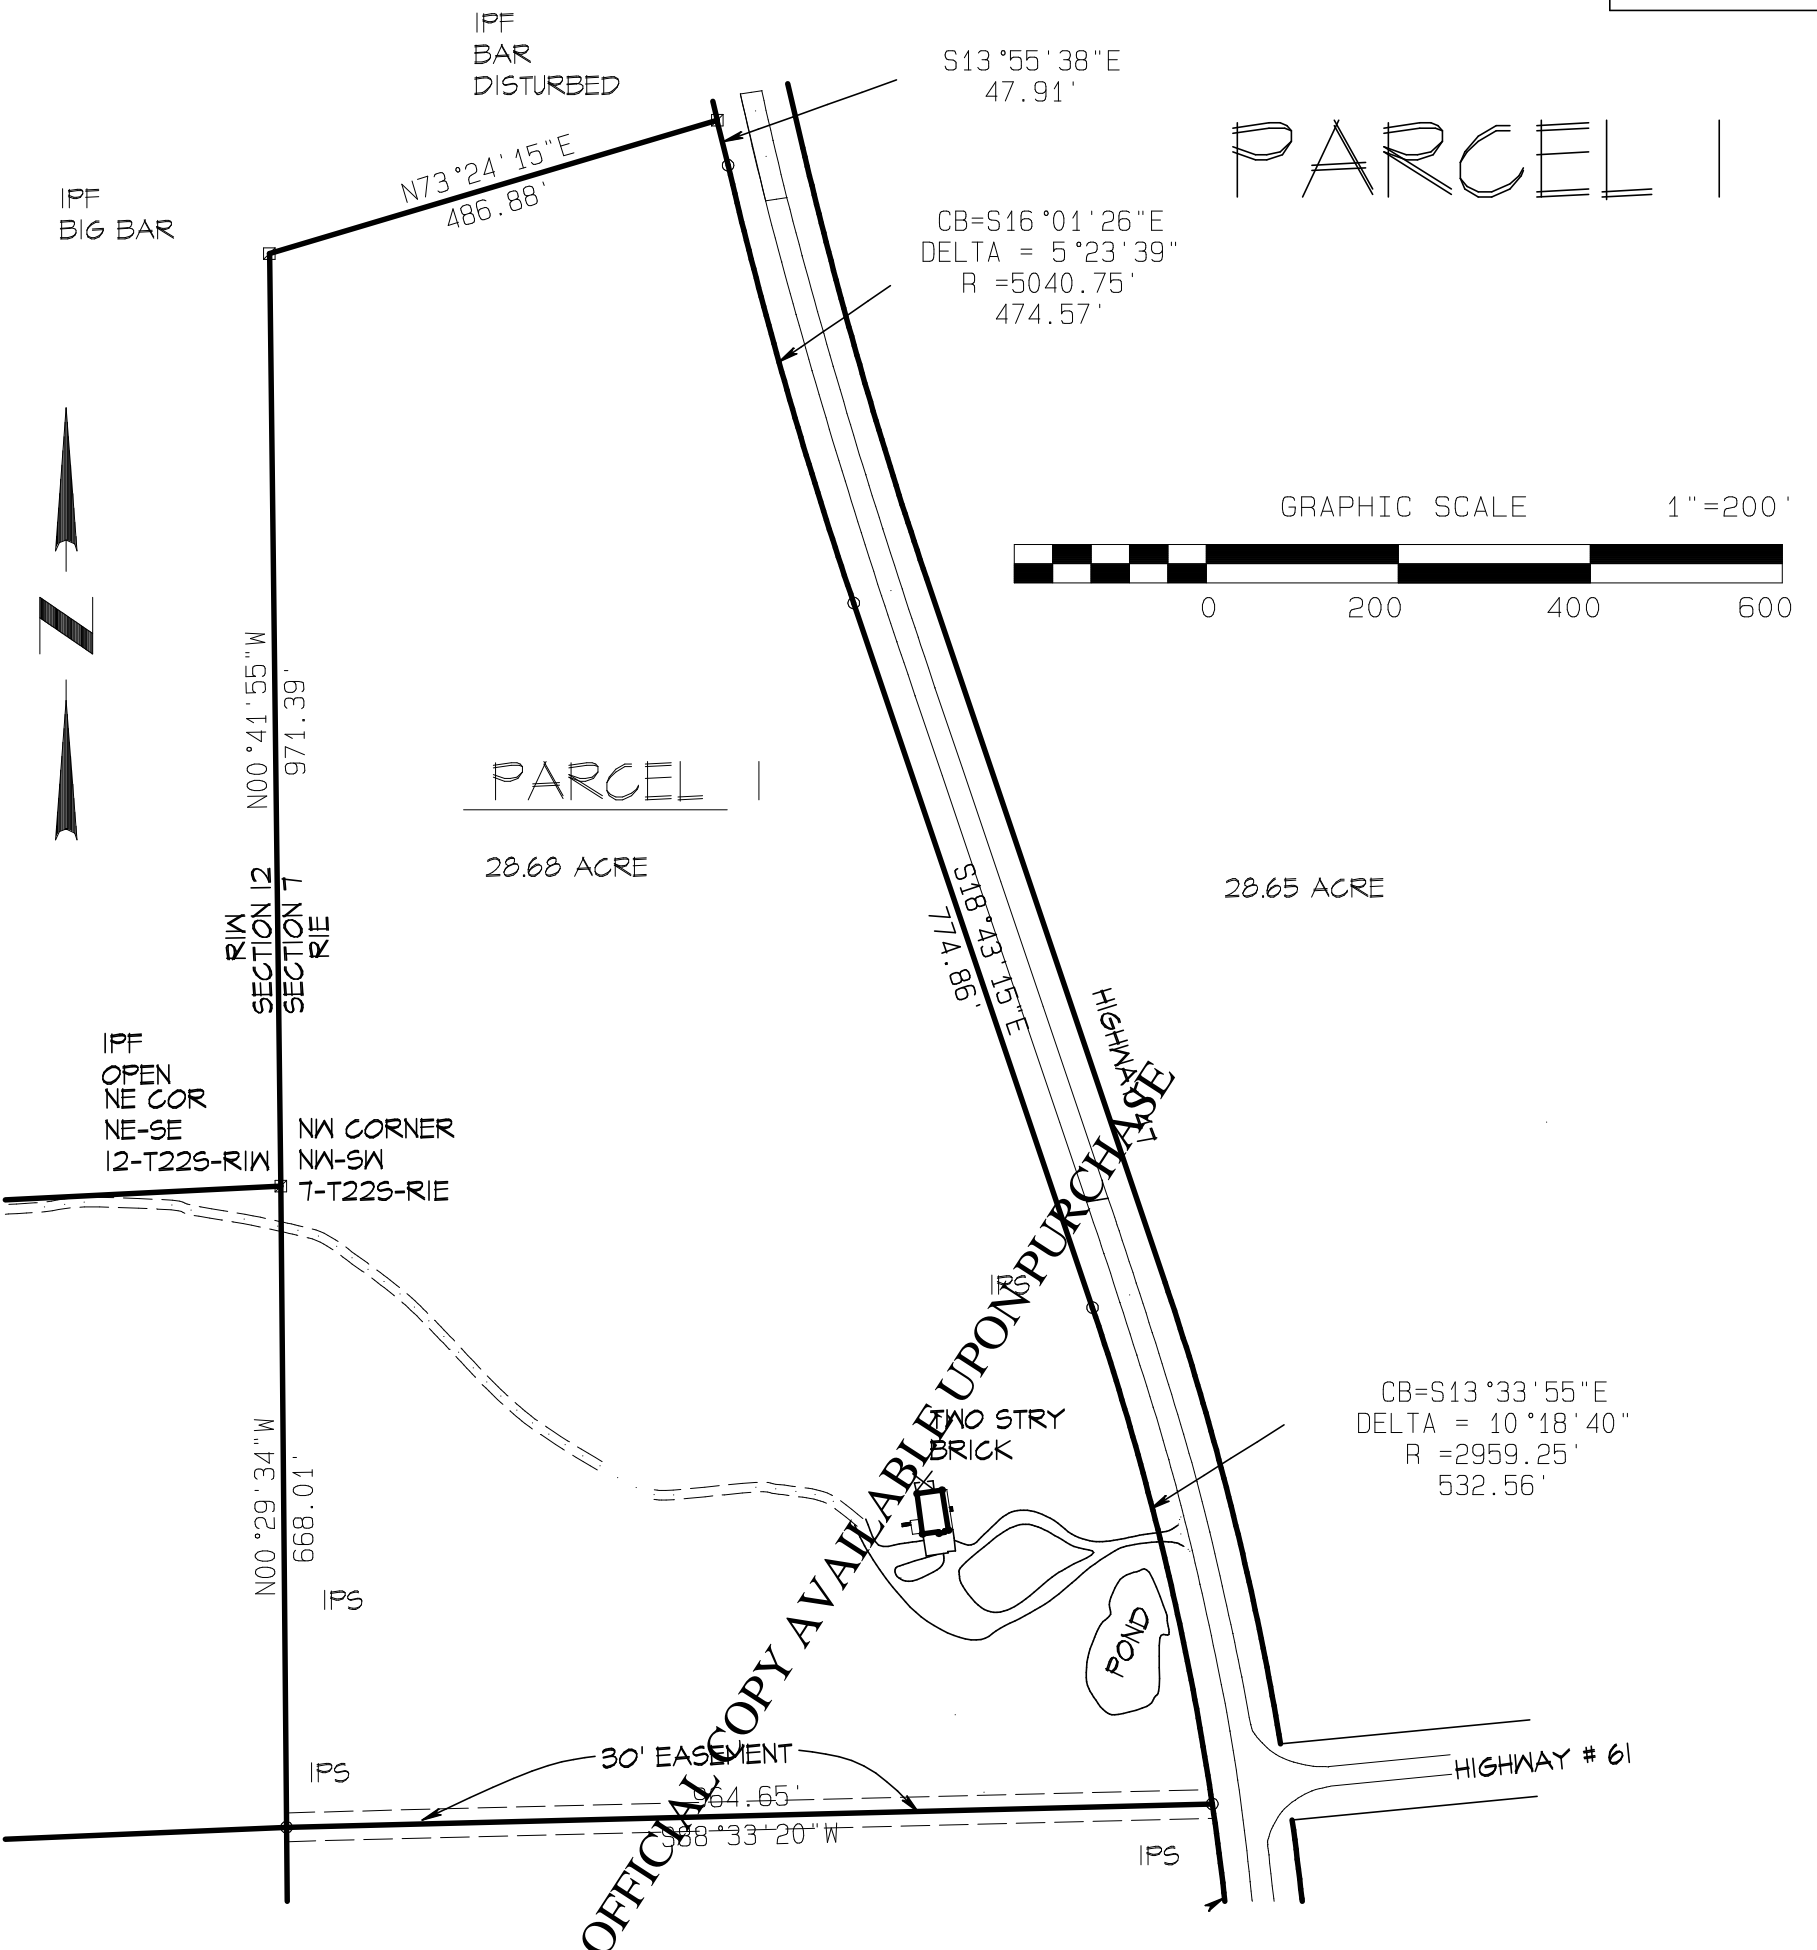 IPF
BAR
DISTURBED
S13°55'38"E
47.91'
PARCEL 1
N73°24'15"E
486.88'
IPF
BIG BAR
CB=S16°01'26"E
DELTA = 5°23'39"
R =5040.75'
474.57'
GRAPHIC SCALE 1"=200'
0 200 400 600
N
N00°41'55"W
971.39'
PARCEL 1
28.68 ACRE
28.65 ACRE
S18°43'15"E
774.86'
R1W
SECTION 12
SECTION 7
R1E
HIGHWAY
IPF
OPEN
NE COR
NE-SE
12-T22S-R1W
NW CORNER
NW-SW
7-T22S-R1E
IPS
TWO STRY
BRICK
CB=S13°33'55"E
DELTA = 10°18'40"
R =2959.25'
532.56'
N00°29'34"W
668.01'
IPS
POND
IPS
30' EASEMENT
HIGHWAY # 61
964.65'
S88°33'20"W
IPS
OFFICIAL COPY AVAILABLE UPON PURCHASE